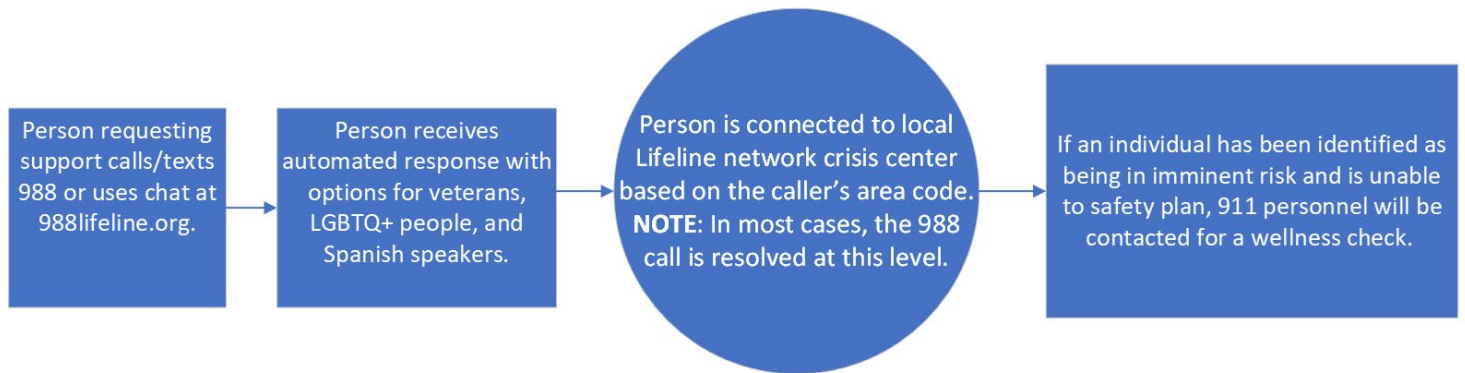 Person requesting
support calls/texts
988 or uses chat at
988lifeline.org.
Person receives
automated response with
options for veterans,
LGBTQ+ people, and
Spanish speakers.
Person is connected to local
Lifeline network crisis center
based on the caller’s area code.
NOTE: In most cases, the 988
call is resolved at this level.
If an individual has been identified as
being in imminent risk and is unable
to safety plan, 911 personnel will be
contacted for a wellness check.